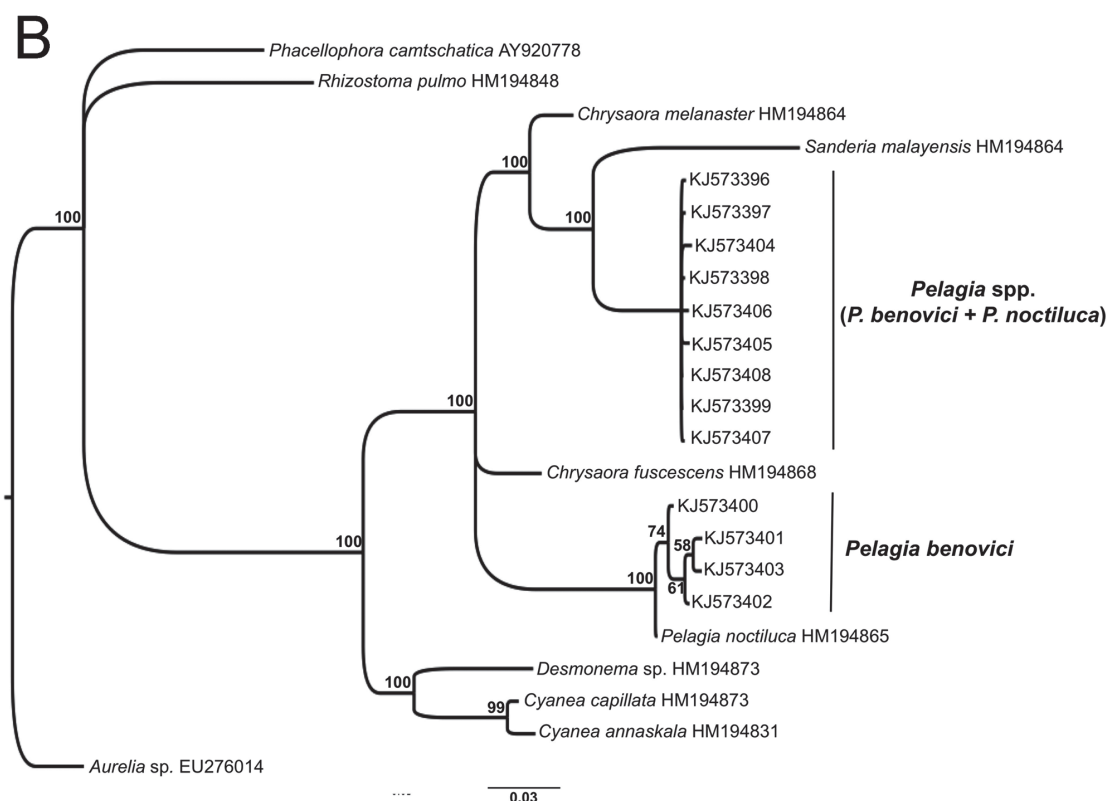 B
Phacellophora camtschatica AY920778
Rhizostoma pulmo HM194848
Chrysaora melanaster HM194864
100
Sanderia malayensis HM194864
KJ573396
KJ573397
100
100
KJ573404
KJ573398
Pelagia spp.
(P. benovici + P. noctiluca)
KJ573406
KJ573405
KJ573408
KJ573399
100
KJ573407
Chrysaora fuscescens HM194868
KJ573400
74
KJ573401
58
100
Pelagia benovici
KJ573403
100
61
KJ573402
Pelagia noctiluca HM194865
Desmonema sp. HM194873
100
Cyanea capillata HM194873
99
Cyanea annaskala HM194831
Aurelia sp. EU276014
0.03